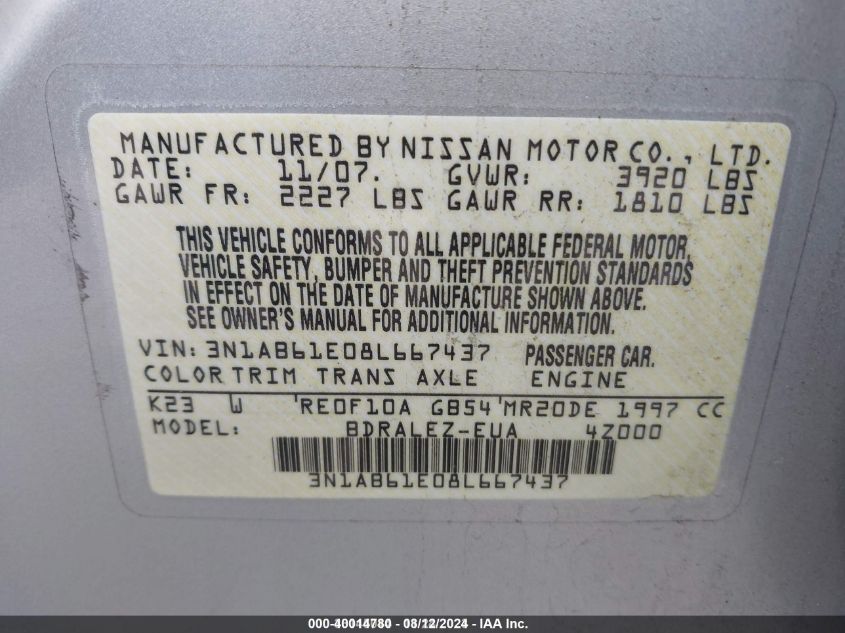 MANUFACTURED BY NISSAN MOTOR CO., LTD.
DATE: 11/07. GVWR: 3920 LBS
GAWR FR: 2227 LBS GAWR RR: 1810 LBS
THIS VEHICLE CONFORMS TO ALL APPLICABLE FEDERAL MOTOR,
VEHICLE SAFETY, BUMPER AND THEFT PREVENTION STANDARDS
IN EFFECT ON THE DATE OF MANUFACTURE SHOWN ABOVE.
SEE OWNER'S MANUAL FOR ADDITIONAL INFORMATION.
VIN: 3N1AB61E08L667437 PASSENGER CAR.
COLOR TRIM TRANS AXLE ENGINE
K23 W 'RE0F10A GB54'MR20DE 1997 CC
MODEL: BDRALEZ-EUA 4Z000
3N1AB61E08L667437
000-40014780 - 08/12/2024 - IAA Inc.